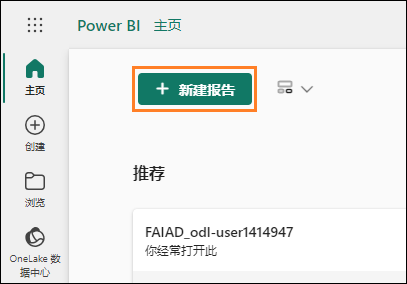 Power BI 主页
主页
新建报告
创建
推荐
浏览
FAIAD_odl-user1414947
你经常打开此
OneLake 数
据中心